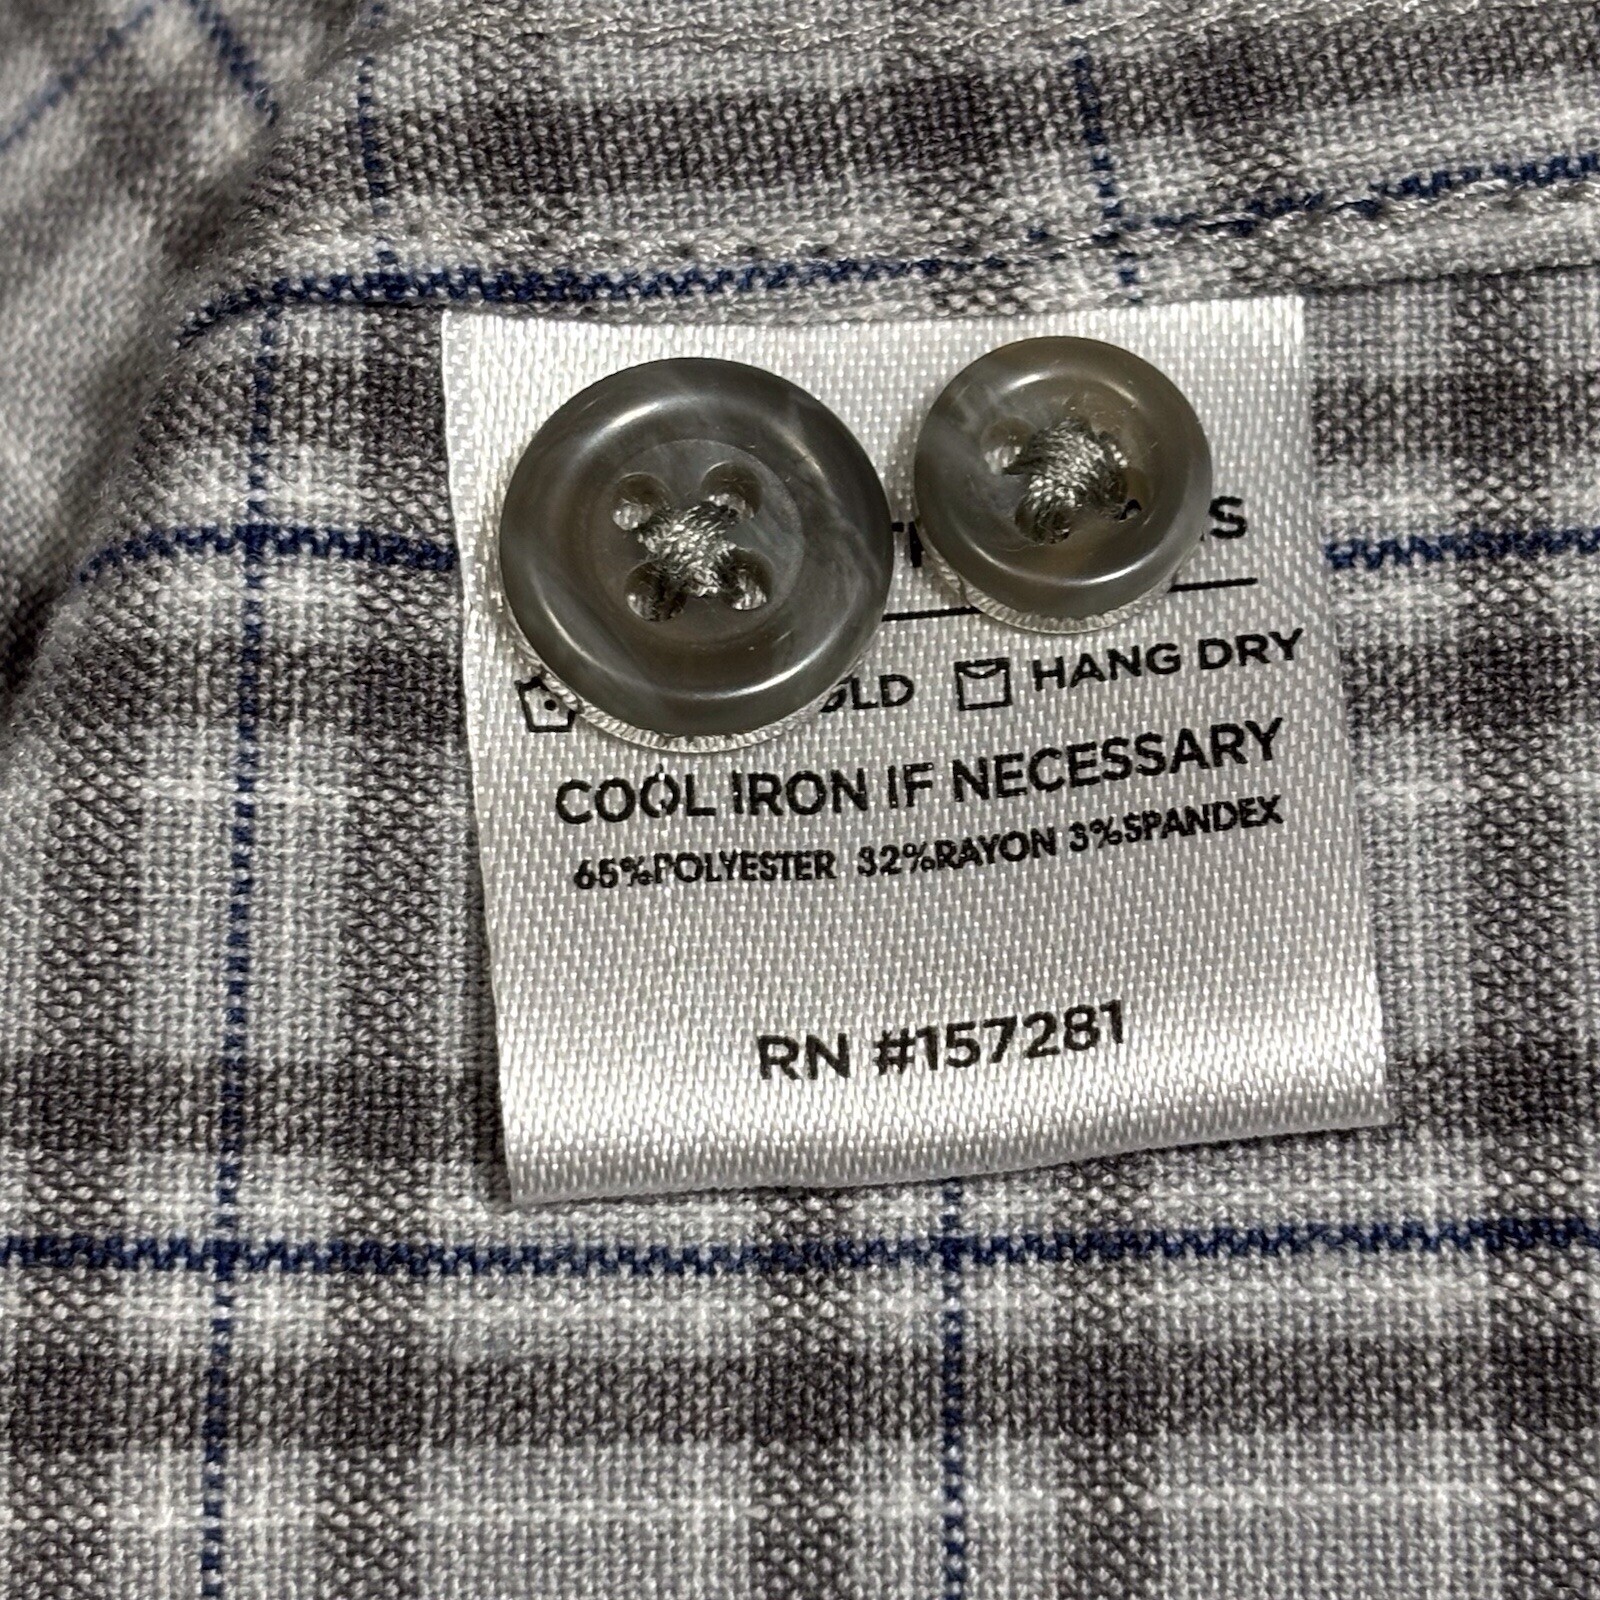 HANG DRY
COOL IRON IF NECESSARY
65%POLYESTER 32%RAYON 3%SPANDEX
RN #157281